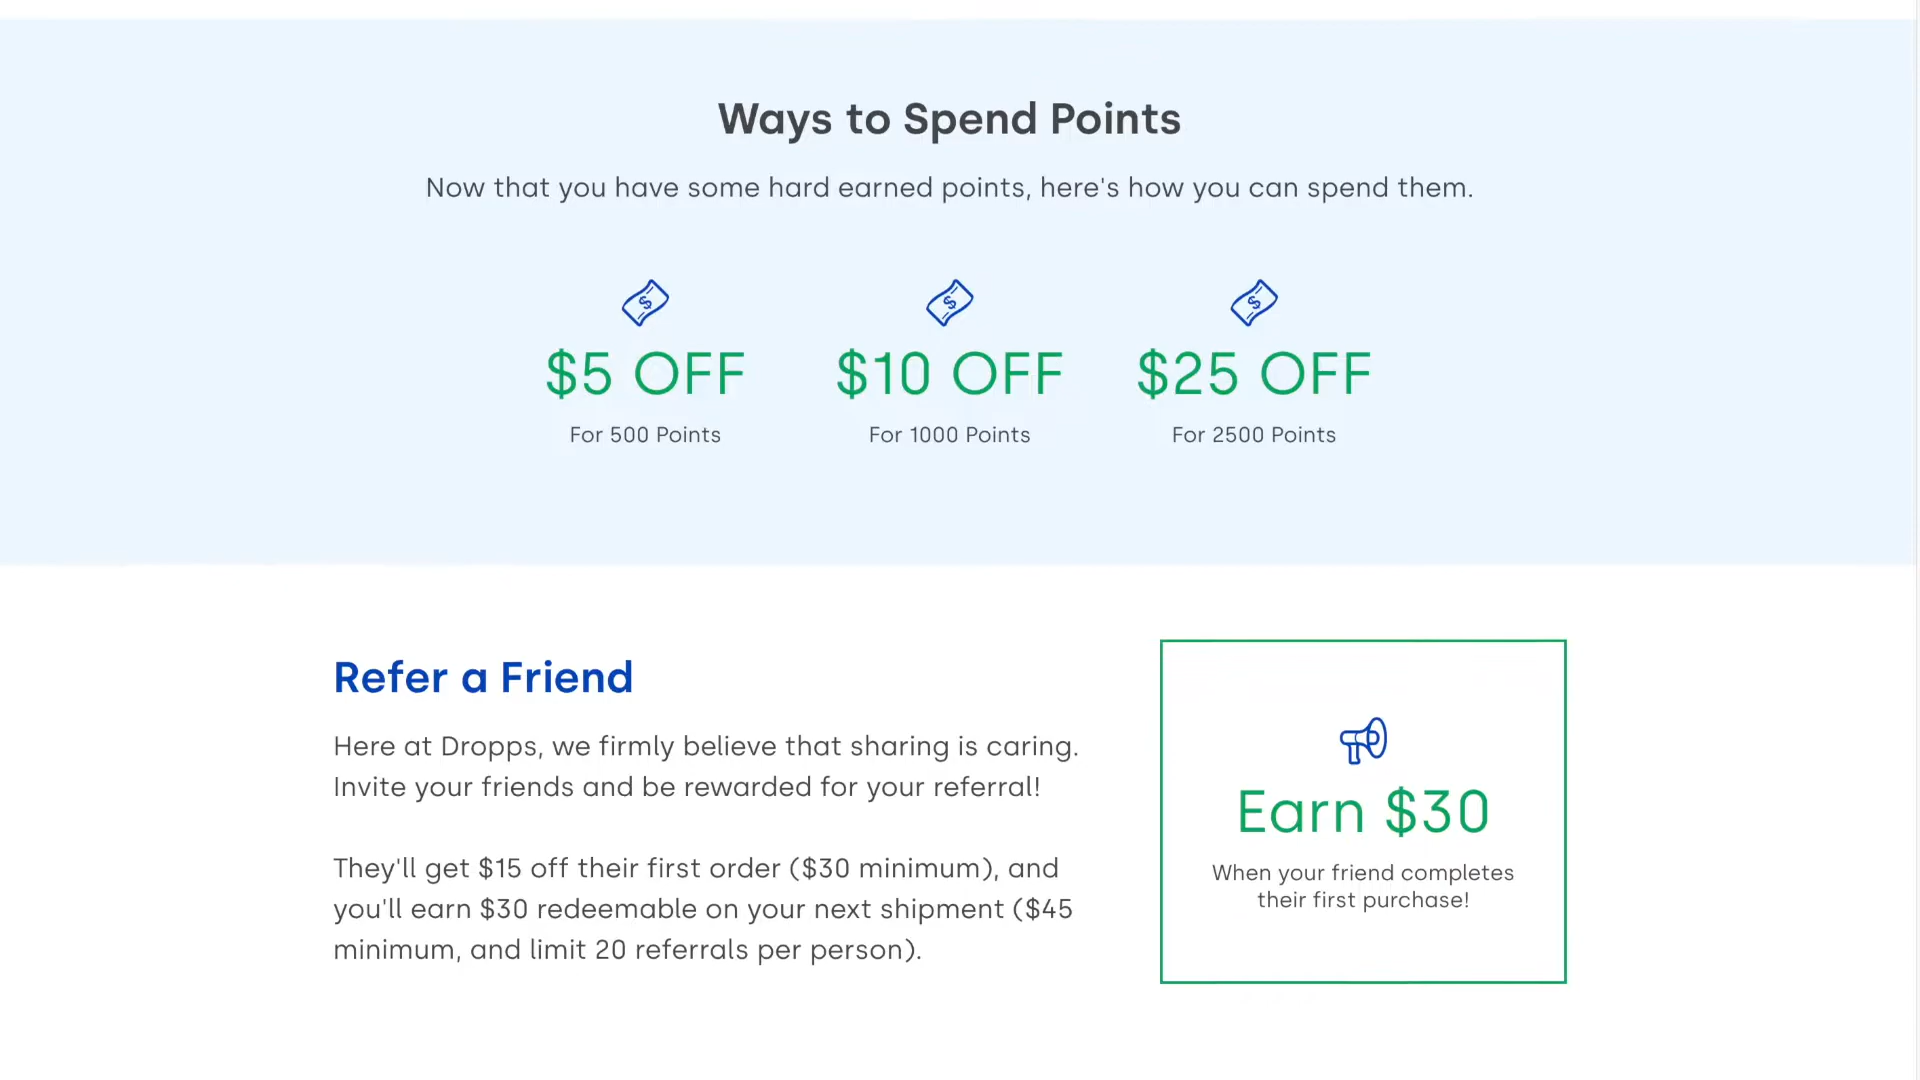 Ways to Spend Points
Now that you have some hard earned points, here's how you can spend them.
$5 OFF
For 500 Points
$10 OFF
For 1000 Points
$25 OFF
For 2500 Points
Refer a Friend
Here at Dropps, we firmly believe that sharing is caring.
Invite your friends and be rewarded for your referral!
They'll get $15 off their first order ($30 minimum), and
you'll earn $30 redeemable on your next shipment ($45
minimum, and limit 20 referrals per person).
Earn $30
When your friend completes
their first purchase!